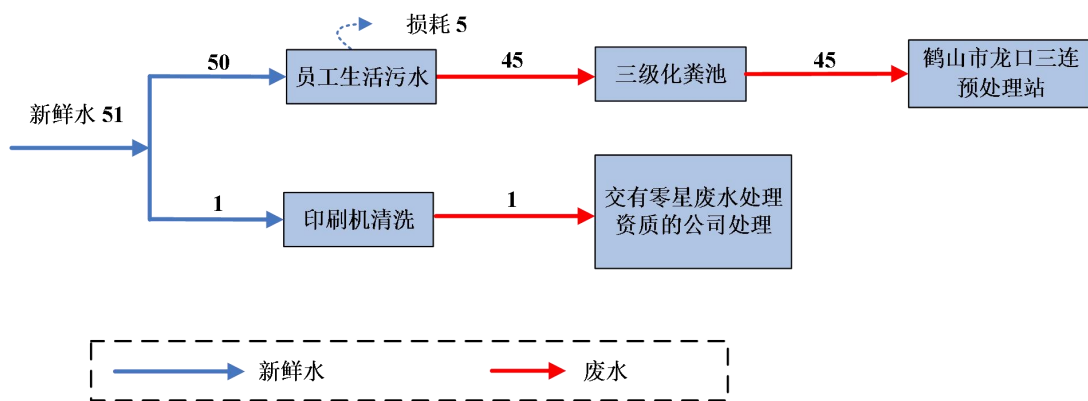 损耗 5
50
员工生活污水
45
三级化粪池
45
鹤山市龙口三连
预处理站
新鲜水 51
1
印刷机清洗
1
交有零星废水处理
资质的公司处理
新鲜水
废水